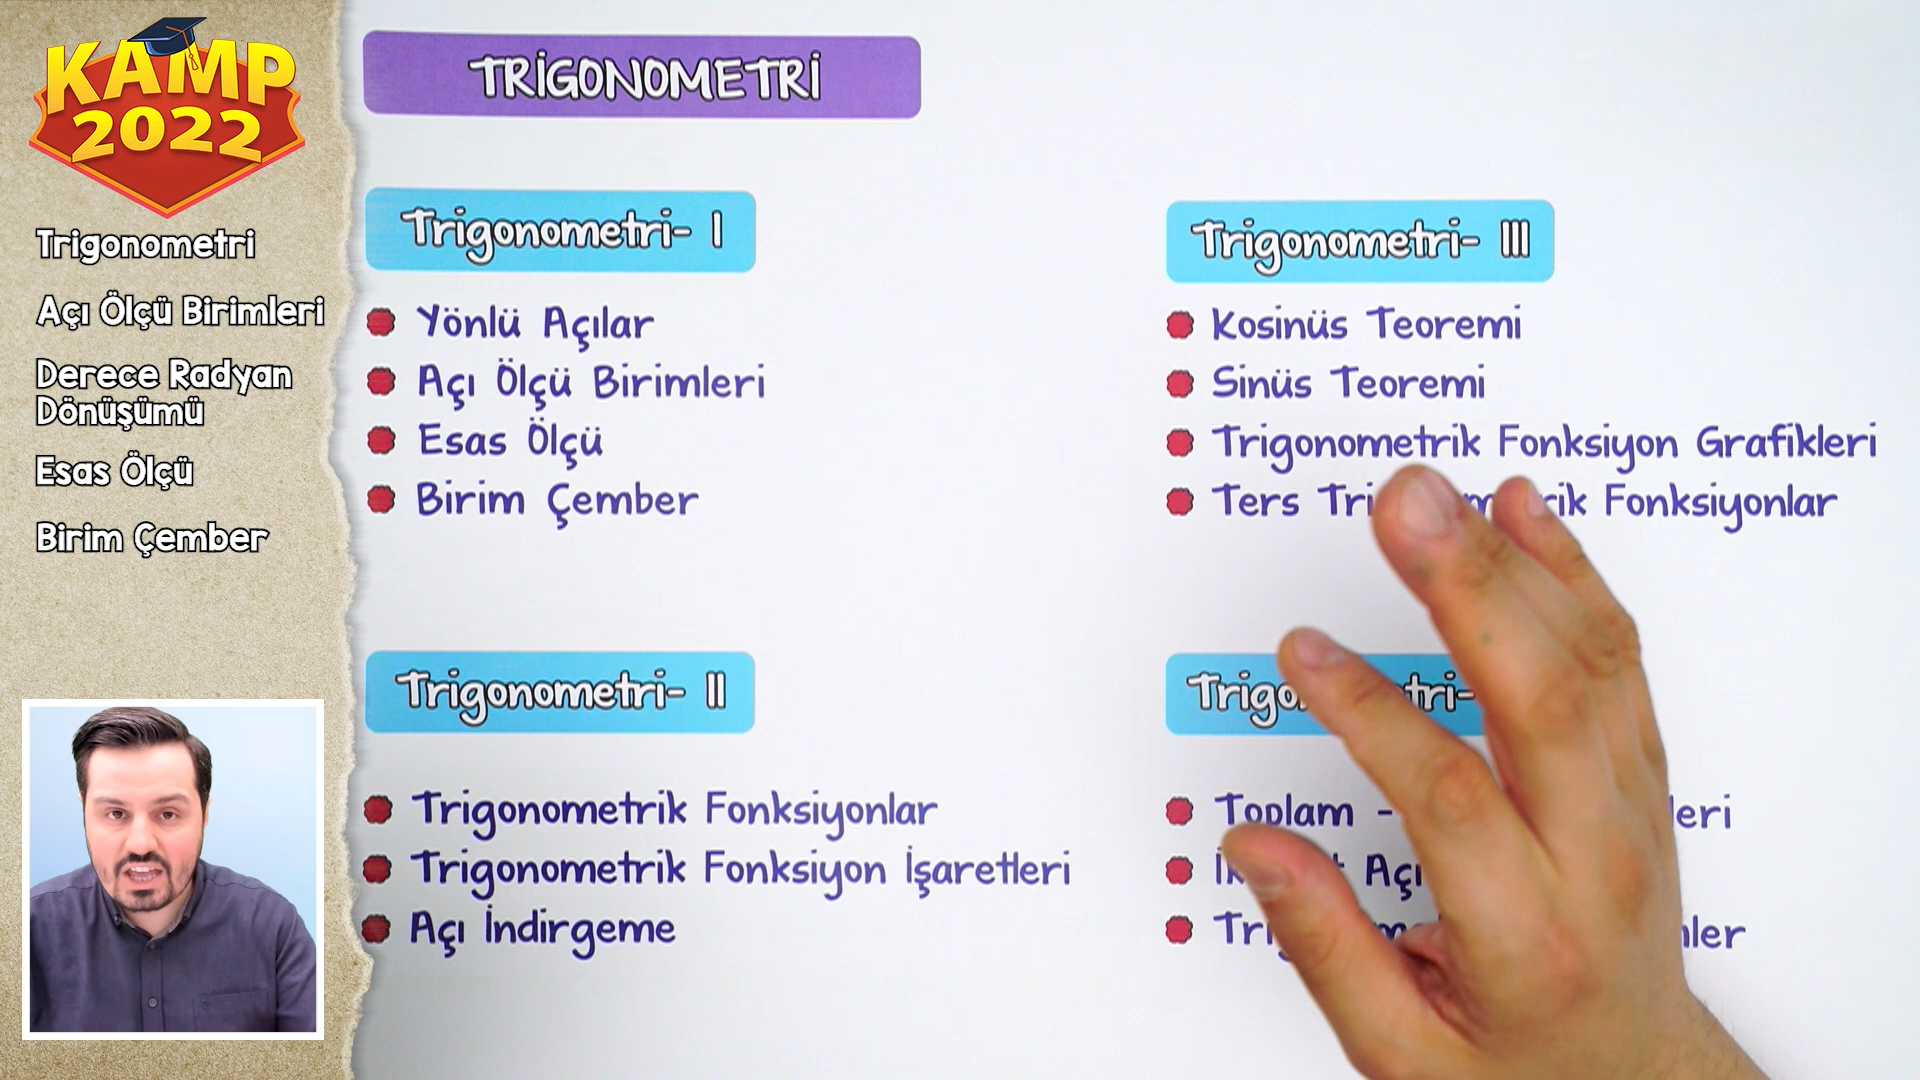 KAMP
2022
Trigonometri
Açı Ölçü Birimleri
Derece Radyan
Dönüşümü
Esas Ölçü
Birim Çember
TRİGONOMETRİ
Trigonometri- I
Yönlü Açılar
Açı Ölçü Birimleri
Esas Ölçü
Birim Çember
Trigonometri- II
Trigonometrik Fonksiyonlar
Trigonometrik Fonksiyon İşaretleri
Açı İndirgeme
Trigonometri- III
Kosinüs Teoremi
Sinüs Teoremi
Trigonometrik Fonksiyon Grafikleri
Ters Fonksiyonlar
Toplam -
Açı